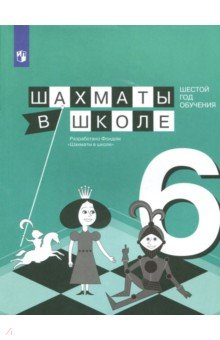 ШАХМАТЫ
В ШКОЛЕ
ШЕСТОЙ ГОД
ОБУЧЕНИЯ
Разработано Фондом
«Шахматы в школе»
6